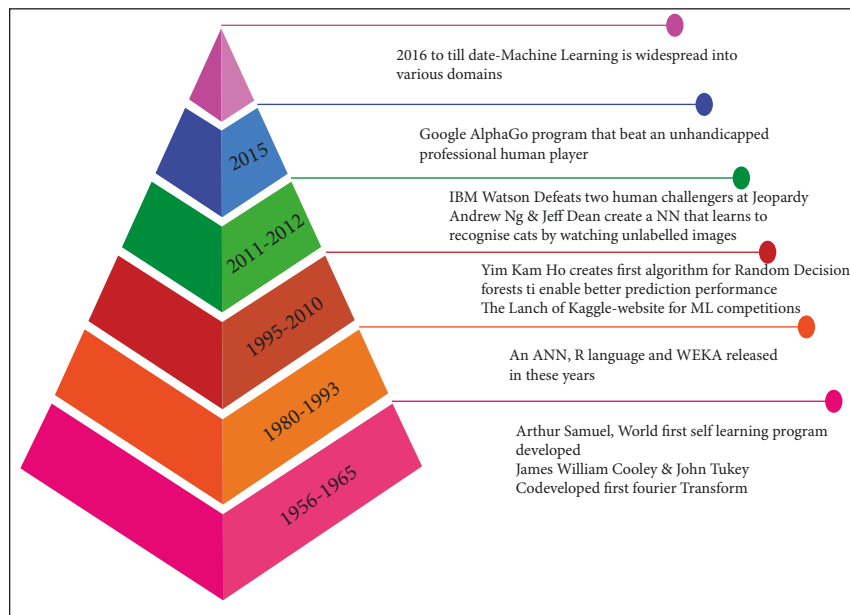 2016 to till date-Machine Learning is widespread into
various domains
2015
Google AlphaGo program that beat an unhandicapped
professional human player
2011-2012
IBM Watson Defeats two human challengers at Jeopardy
Andrew Ng & Jeff Dean create a NN that learns to
recognise cats by watching unlabelled images
1995-2010
Yim Kam Ho creates first algorithm for Random Decision
forests ti enable better prediction performance
The Lanch of Kaggle-website for ML competitions
1980-1993
An ANN, R language and WEKA released
in these years
1956-1965
Arthur Samuel, World first self learning program
developed
James William Cooley & John Tukey
Codeveloped first fourier Transform